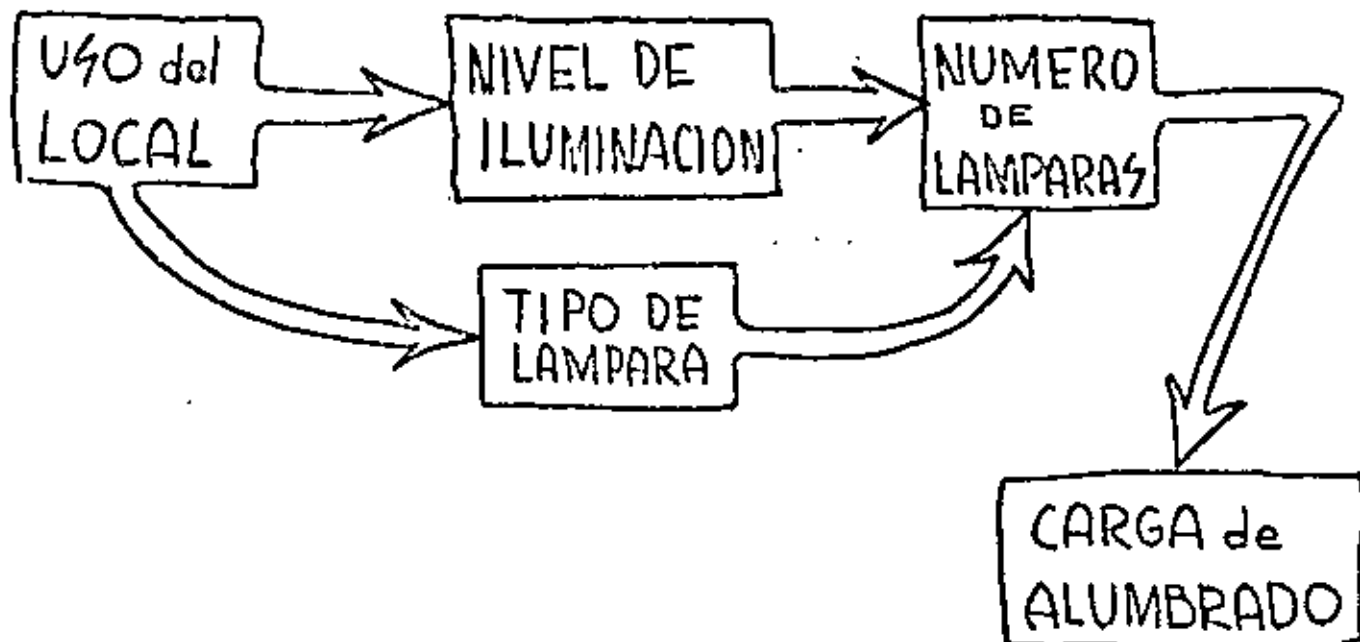 USO del
LOCAL
NIVEL DE
ILUMINACION
NUMERO
DE
LAMPARAS
TIPO DE
LAMPARA
CARGA de
ALUMBRADO